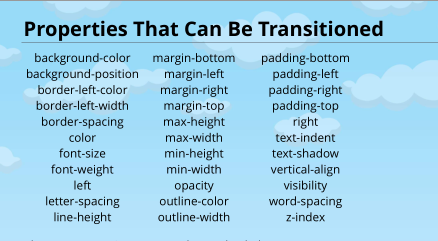 Properties That Can Be Transitioned
background-color margin-bottom padding-bottom
background-position margin-left padding-left
border-left-color margin-right padding-right
border-left-width margin-top padding-top
border-spacing max-height right
color max-width text-indent
font-size min-height text-shadow
font-weight min-width vertical-align
left opacity visibility
letter-spacing outline-color word-spacing
line-height outline-width z-index